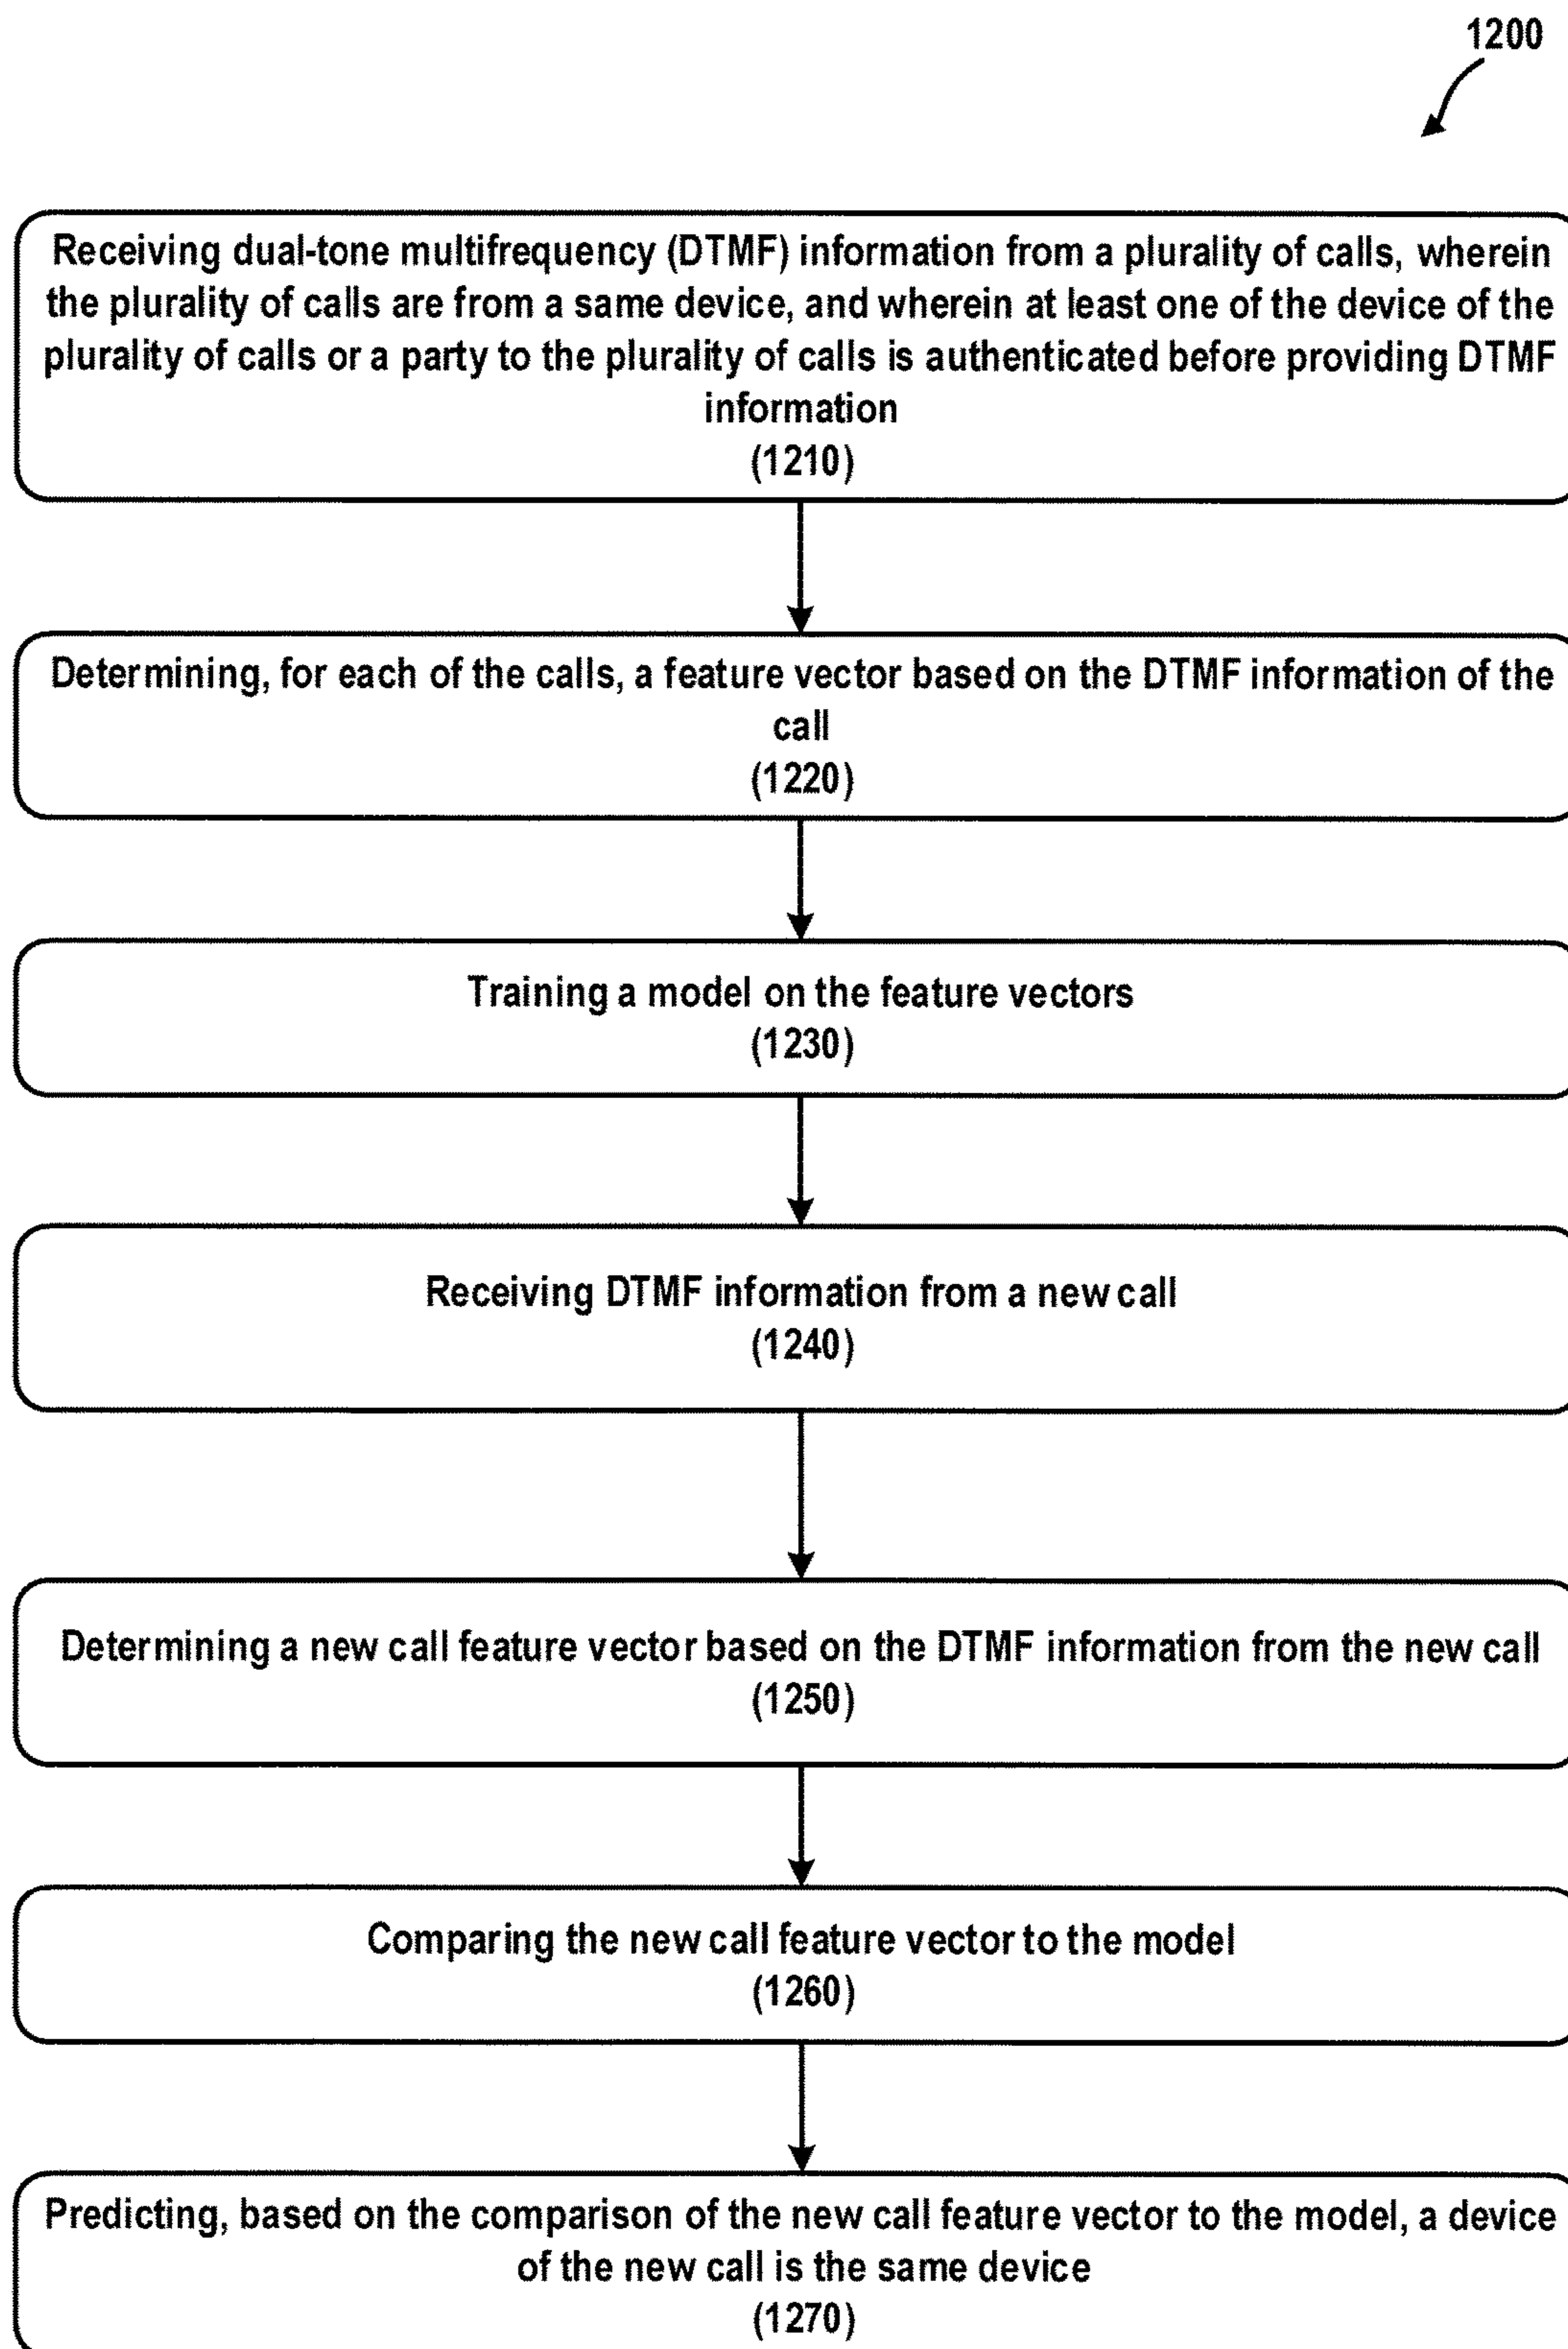 1200
Receiving dual-tone multifrequency (DTMF) information from a plurality of calls, wherein
the plurality of calls are from a same device, and wherein at least one of the device of the
plurality of calls or a party to the plurality of calls is authenticated before providing DTMF
information
(1210)
Determining, for each of the calls, a feature vector based on the DTMF information of the
call
(1220)
Training a model on the feature vectors
(1230)
Receiving DTMF information from a new call
(1240)
Determining a new call feature vector based on the DTMF information from the new call
(1250)
Comparing the new call feature vector to the model
(1260)
Predicting, based on the comparison of the new call feature vector to the model, a device
of the new call is the same device
(1270)